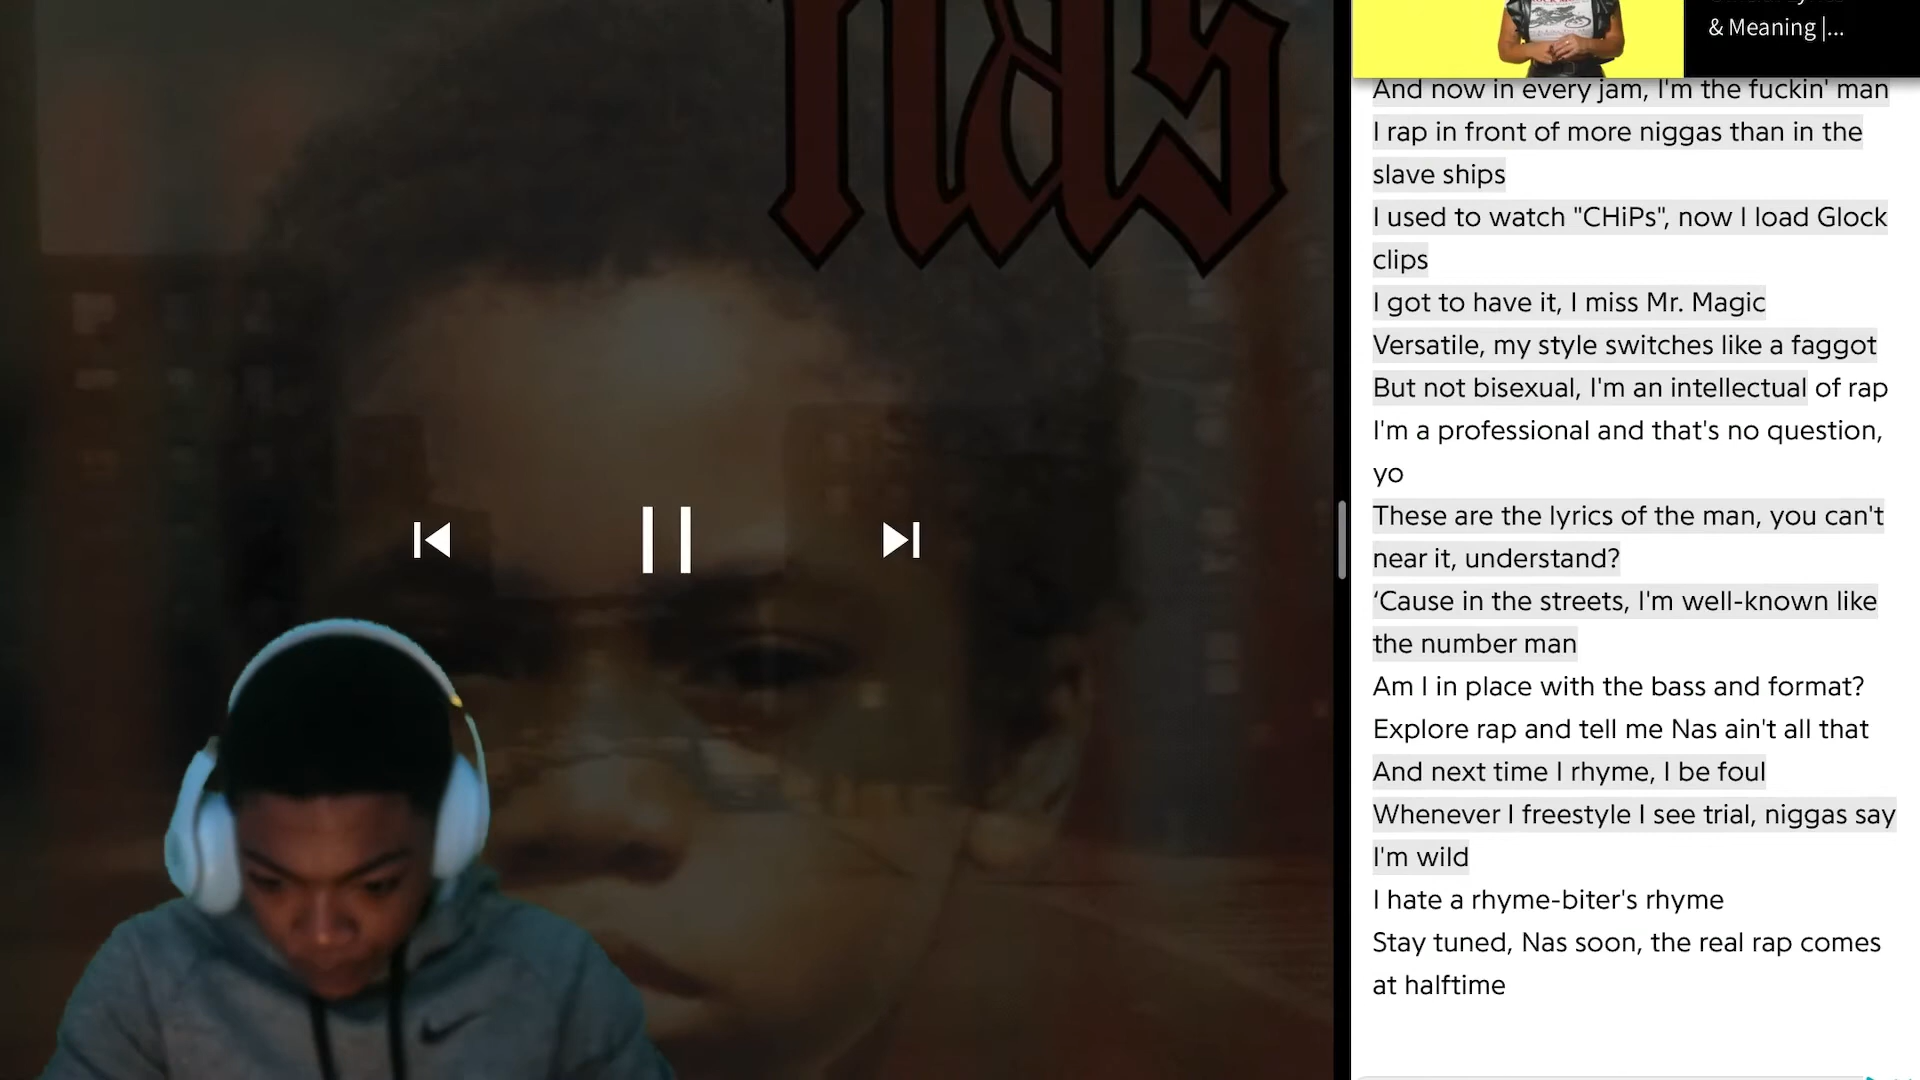 nas
& Meaning |...
And now in every jam, I'm the fuckin' man
I rap in front of more niggas than in the
slave ships
I used to watch "CHiPs", now I load Glock
clips
I got to have it, I miss Mr. Magic
Versatile, my style switches like a faggot
But not bisexual, I'm an intellectual of rap
I'm a professional and that's no question,
yo
These are the lyrics of the man, you can't
near it, understand?
‘Cause in the streets, I'm well-known like
the number man
Am I in place with the bass and format?
Explore rap and tell me Nas ain't all that
And next time I rhyme, I be foul
Whenever I freestyle I see trial, niggas say
I'm wild
I hate a rhyme-biter's rhyme
Stay tuned, Nas soon, the real rap comes
at halftime